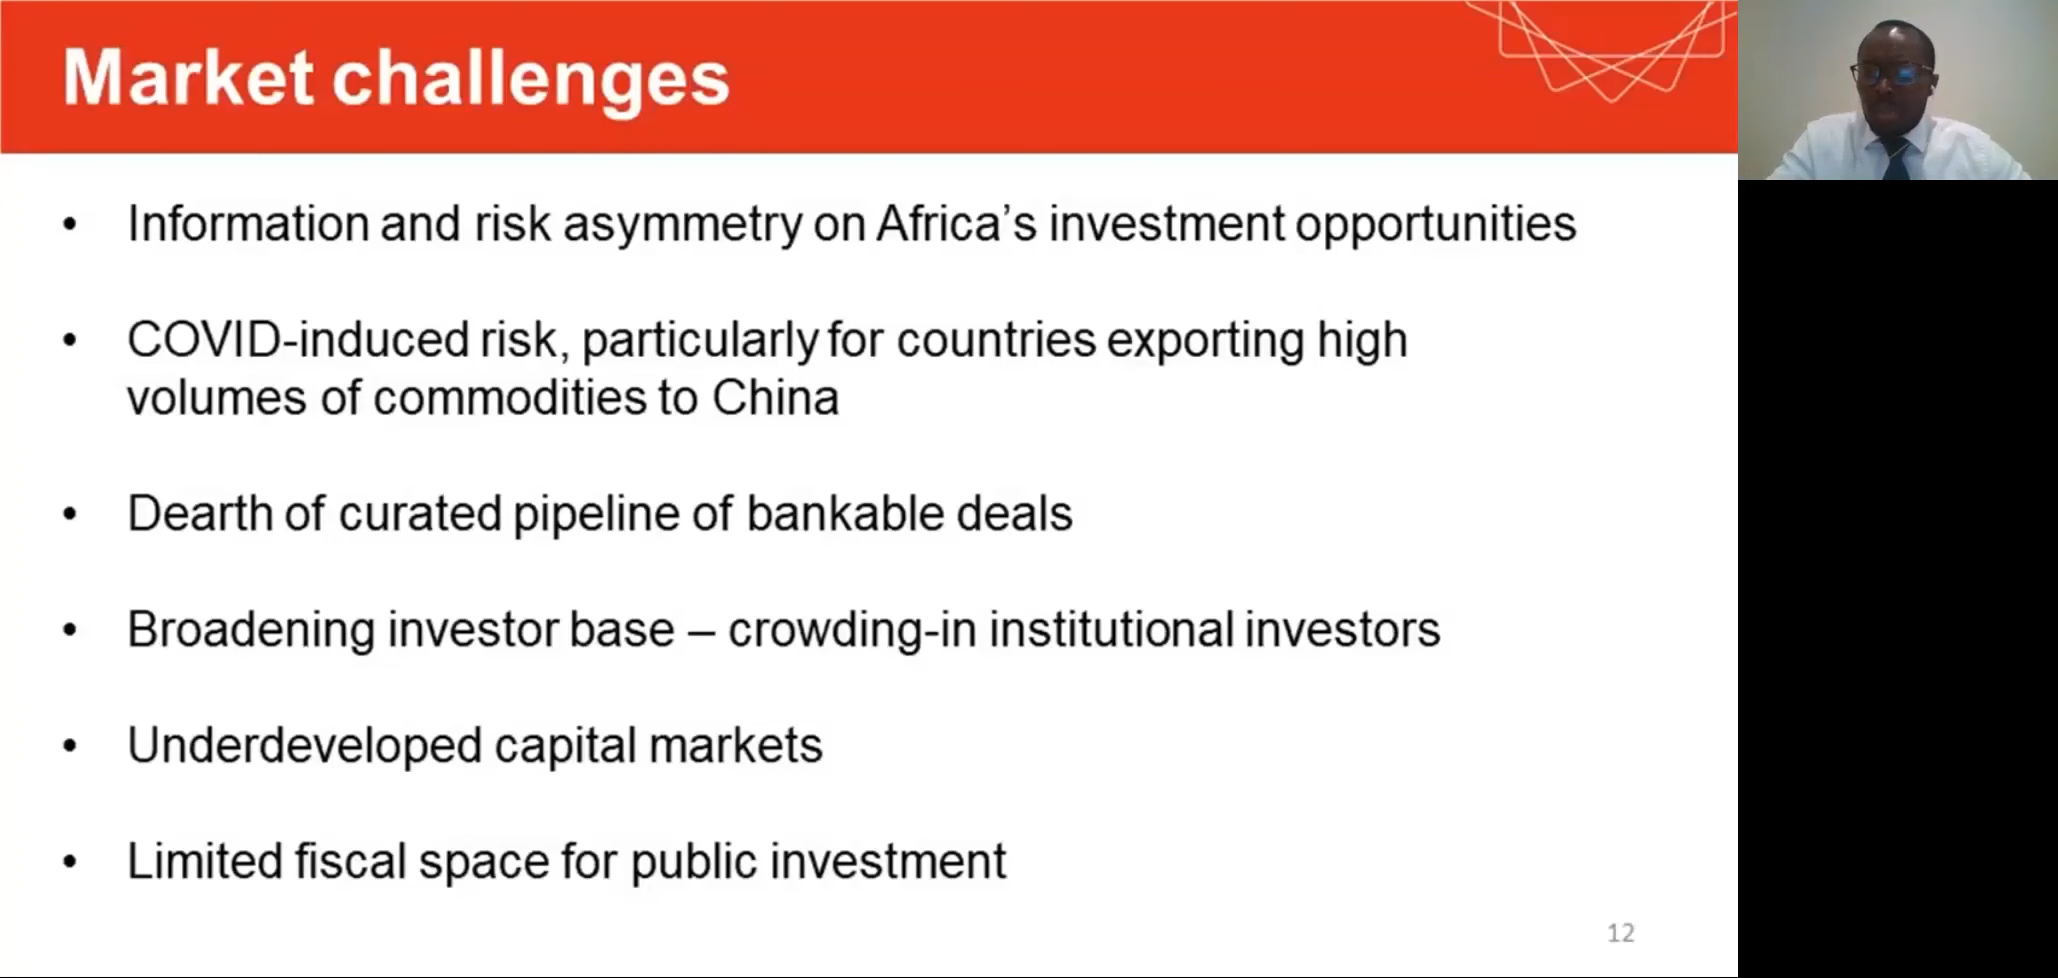 Market challenges
• Information and risk asymmetry on Africa’s investment opportunities
• COVID-induced risk, particularly for countries exporting high
volumes of commodities to China
• Dearth of curated pipeline of bankable deals
• Broadening investor base – crowding-in institutional investors
• Underdeveloped capital markets
• Limited fiscal space for public investment
12